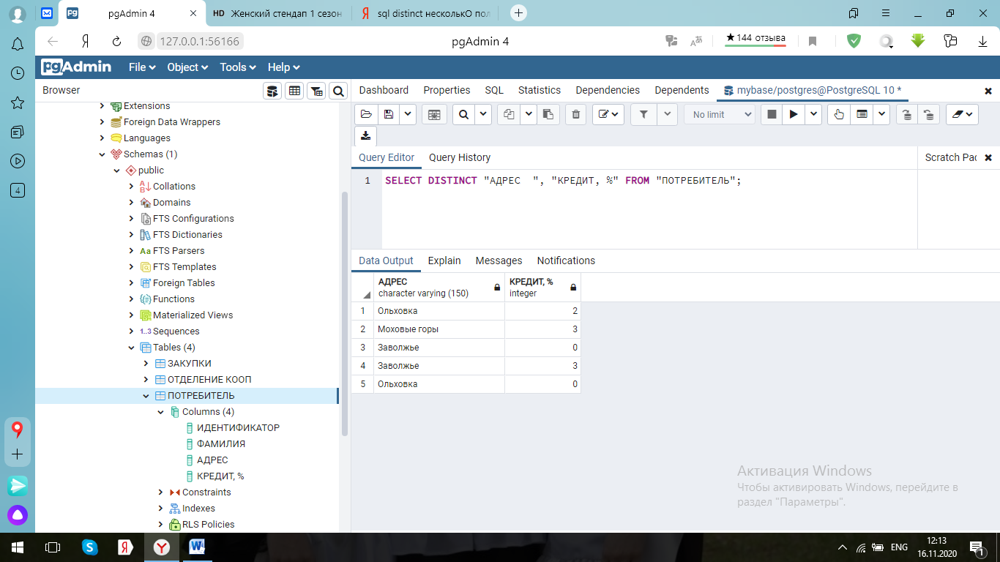 pgAdmin 4
HD Женский стендап 1 сезон
sql distinct несколькО пол
127.0.0.1:56166
pgAdmin 4
★144 отзыва
pgAdmin
File
Object
Tools
Help
Browser
Dashboard
Properties
SQL
Statistics
Dependencies
Dependents
mybase/postgres@PostgreSQL 10 *
No limit
Query Editor
Query History
Scratch Pad
1 SELECT DISTINCT "АДРЕС  ", "КРЕДИТ, %" FROM "ПОТРЕБИТЕЛЬ";
Extensions
Foreign Data Wrappers
Languages
Schemas (1)
public
Collations
Domains
FTS Configurations
FTS Dictionaries
Aa FTS Parsers
FTS Templates
Foreign Tables
Functions
Materialized Views
1..3 Sequences
Tables (4)
ЗАКУПКИ
ОТДЕЛЕНИЕ КООП
ПОТРЕБИТЕЛЬ
Columns (4)
ИДЕНТИФИКАТОР
ФАМИЛИЯ
АДРЕС
КРЕДИТ, %
Constraints
Indexes
RLS Policies
Data Output
Explain
Messages
Notifications
АДРЕС
character varying (150)
КРЕДИТ, %
integer
1 Ольховка 2
2 Моховые горы 3
3 Заволжье 0
4 Заволжье 3
5 Ольховка 0
Активация Windows
Чтобы активировать Windows, перейдите в
раздел "Параметры".
4
ENG
12:13
16.11.2020
1